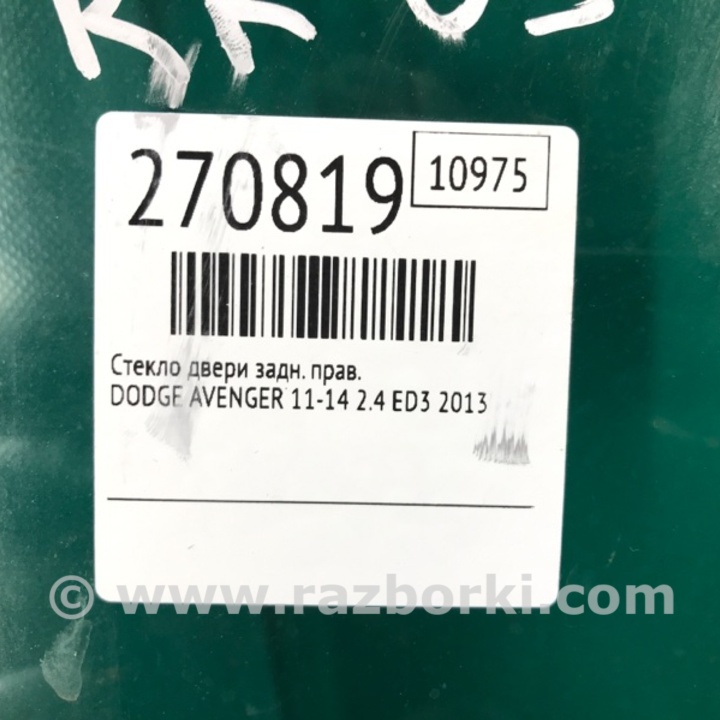 270819
10975
Стекло двери задн. прав.
DODGE AVENGER 11-14 2.4 ED3 2013
© www.razborki.com